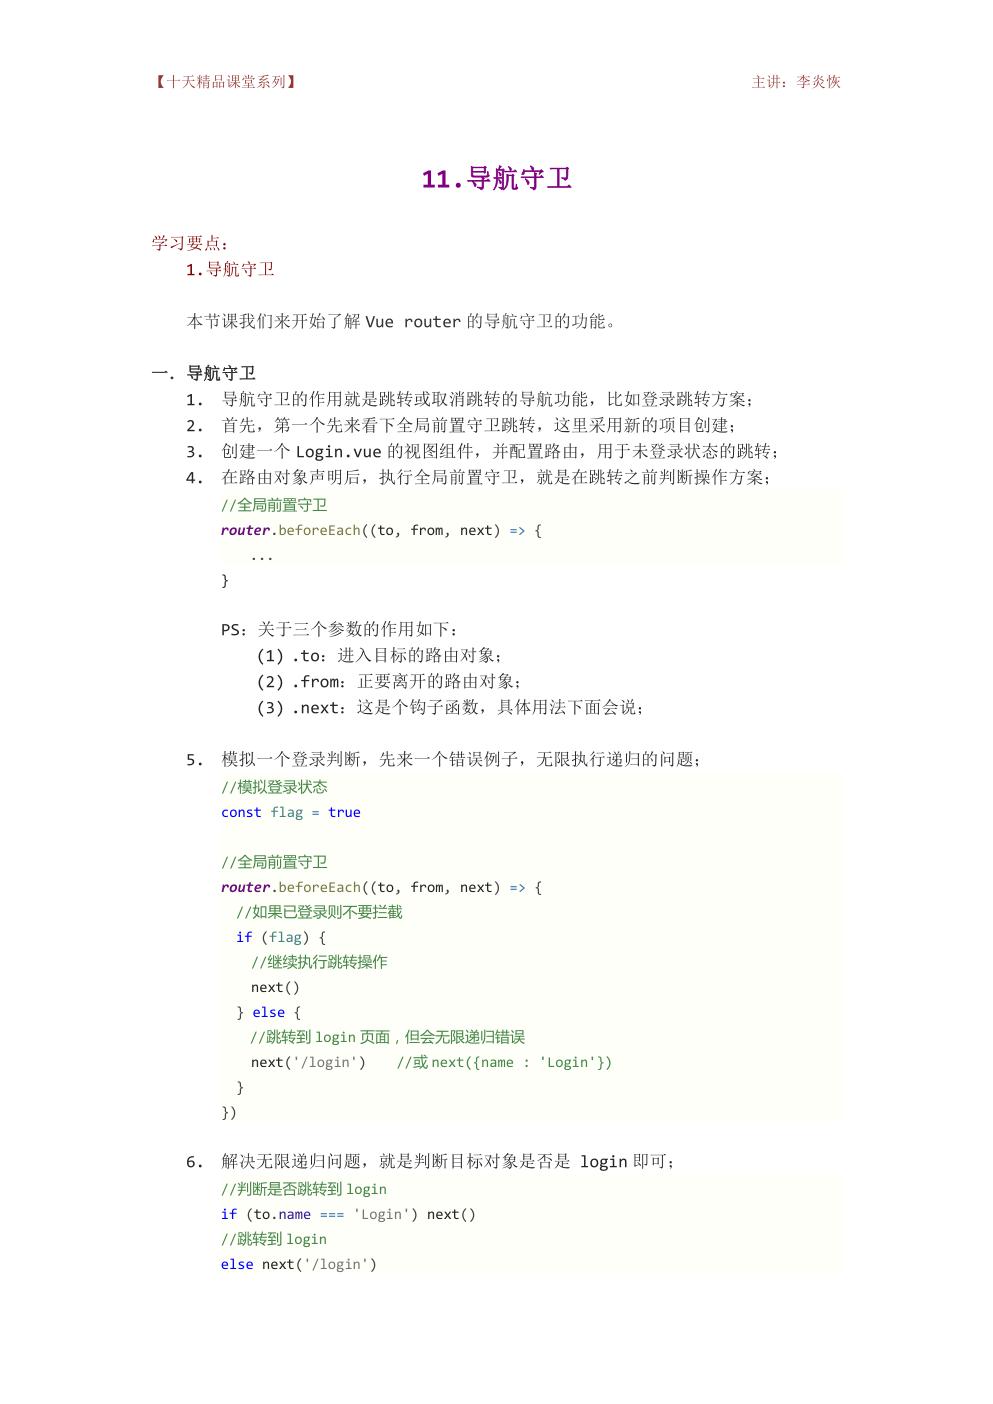 【十天精品课堂系列】 主讲：李炎恢
11.导航守卫
学习要点：
1.导航守卫
本节课我们来开始了解 Vue router 的导航守卫的功能。
一．导航守卫
1. 导航守卫的作用就是跳转或取消跳转的导航功能，比如登录跳转方案；
2. 首先，第一个先来看下全局前置守卫跳转，这里采用新的项目创建；
3. 创建一个 Login.vue 的视图组件，并配置路由，用于未登录状态的跳转；
4. 在路由对象声明后，执行全局前置守卫，就是在跳转之前判断操作方案；
//全局前置守卫
router.beforeEach((to, from, next) => {
...
}
PS：关于三个参数的作用如下：
(1) .to：进入目标的路由对象；
(2) .from：正要离开的路由对象；
(3) .next：这是个钩子函数，具体用法下面会说；
5. 模拟一个登录判断，先来一个错误例子，无限执行递归的问题；
//模拟登录状态
const flag = true
//全局前置守卫
router.beforeEach((to, from, next) => {
//如果已登录则不要拦截
if (flag) {
//继续执行跳转操作
next()
} else {
//跳转到 login 页面，但会无限递归错误
next('/login') //或 next({name : 'Login'})
}
})
6. 解决无限递归问题，就是判断目标对象是否是 login 即可；
//判断是否跳转到 login
if (to.name === 'Login') next()
//跳转到 login
else next('/login')